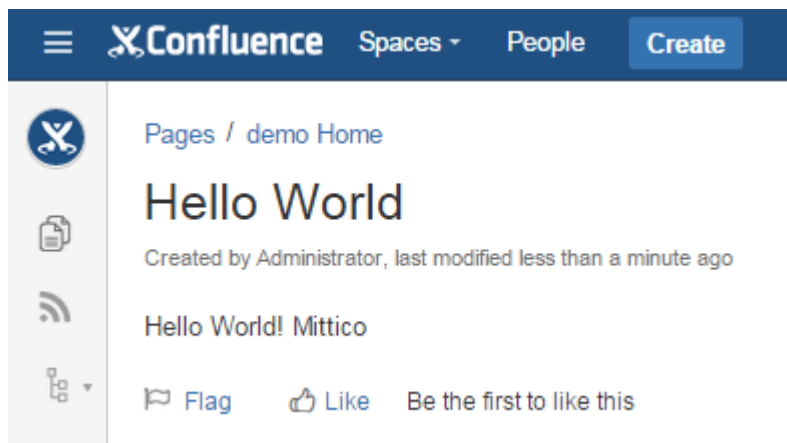 Confluence Spaces People Create
Pages / demo Home
Hello World
Created by Administrator, last modified less than a minute ago
Hello World! Mittico
Flag Like Be the first to like this